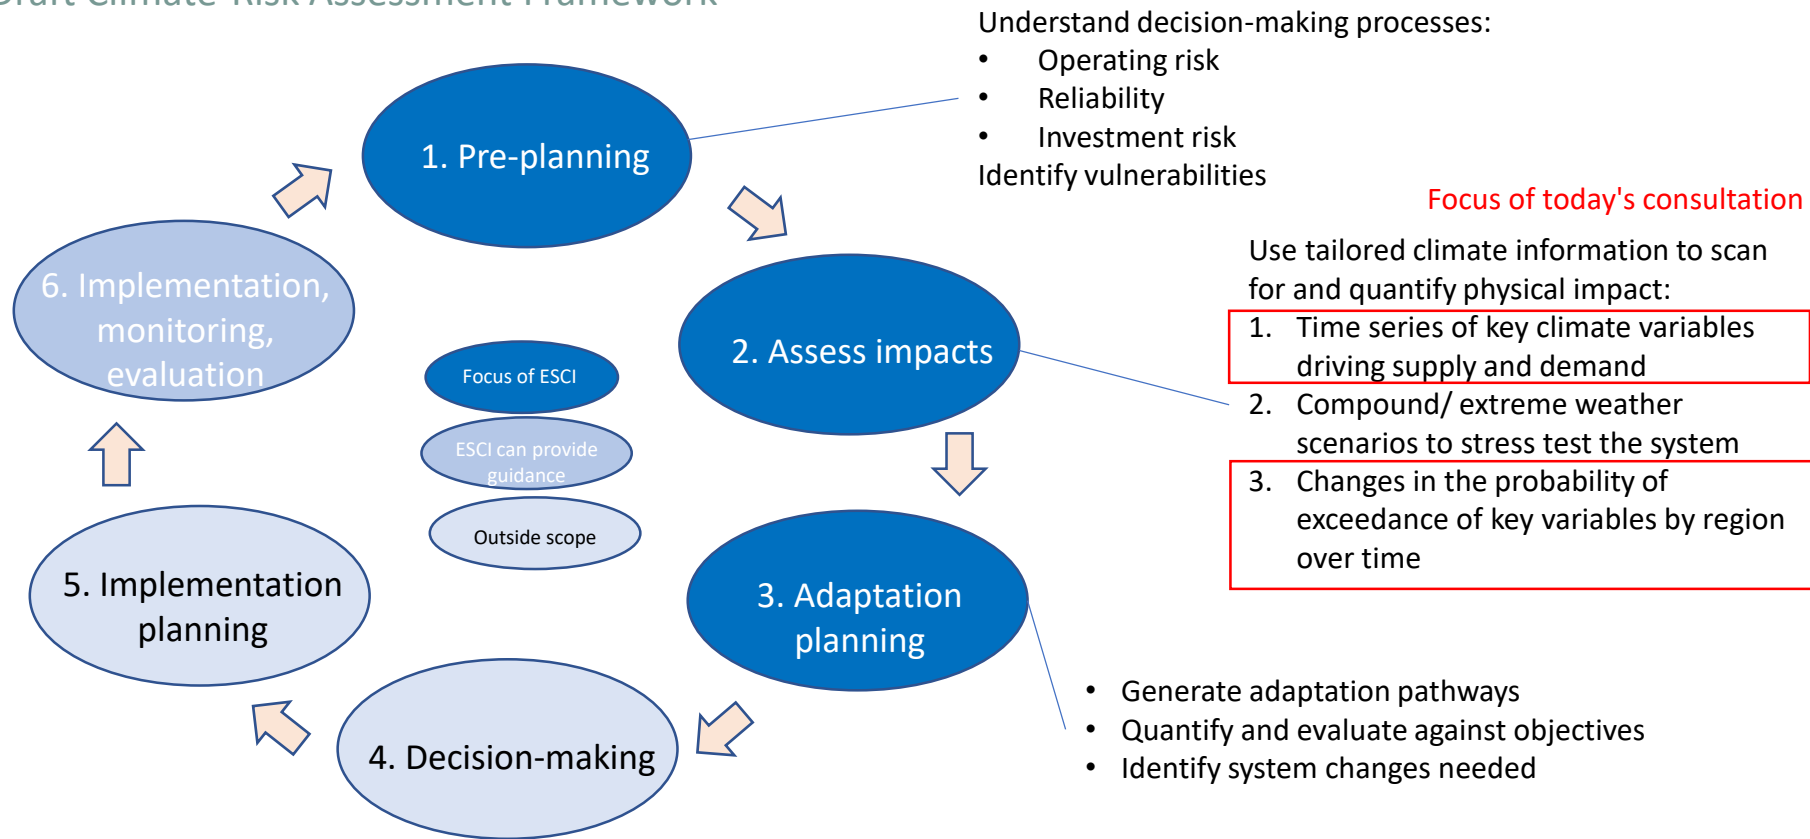 Draft Climate Risk Assessment Framework
Understand decision-making processes:
• Operating risk
• Reliability
• Investment risk
Identify vulnerabilities
1. Pre-planning
Focus of today's consultation
Use tailored climate information to scan
for and quantify physical impact:
1. Time series of key climate variables
driving supply and demand
2. Compound/ extreme weather
scenarios to stress test the system
3. Changes in the probability of
exceedance of key variables by region
over time
2. Assess impacts
6. Implementation,
monitoring,
evaluation
Focus of ESCI
ESCI can provide
guidance
Outside scope
5. Implementation
planning
3. Adaptation
planning
4. Decision-making
• Generate adaptation pathways
• Quantify and evaluate against objectives
• Identify system changes needed